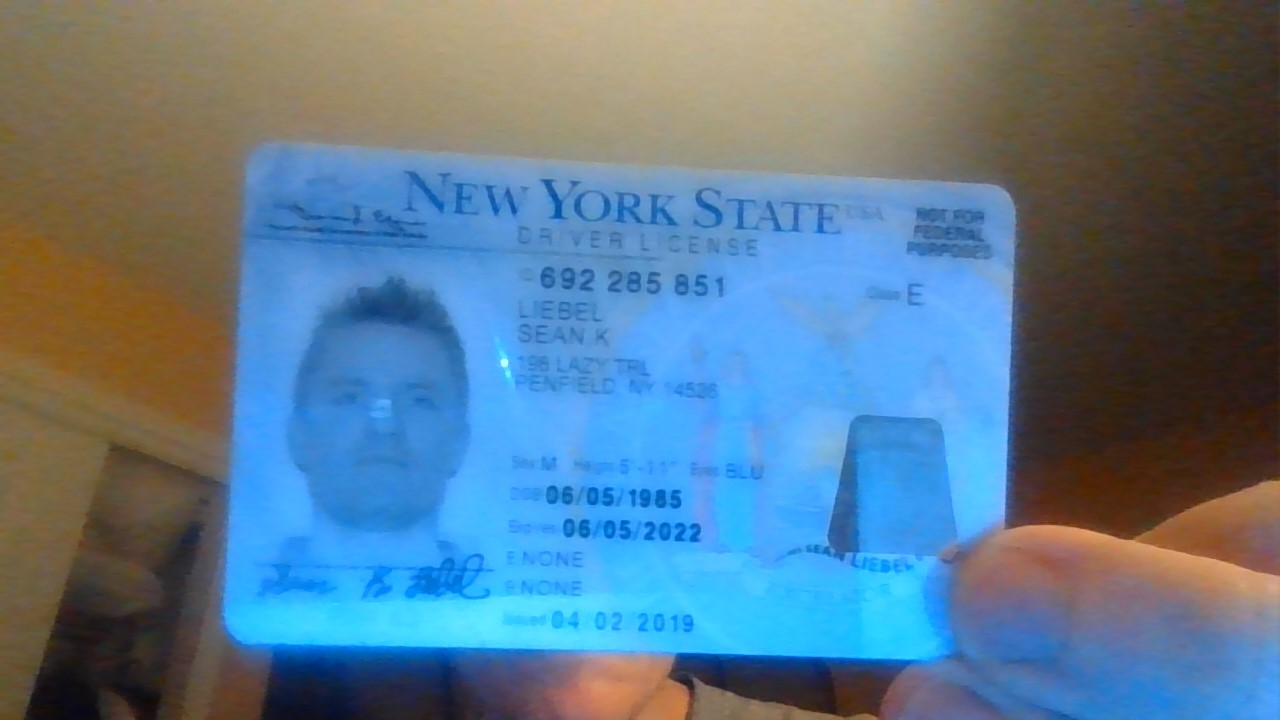 NEW YORK STATE USA
DRIVER LICENSE
NOT FOR
FEDERAL
PURPOSES
692 285 851
Class E
LIEBEL
SEAN K
198 LAZY TRL
PENFIELD, NY 14526
Sex M Height 5'-11" Eyes BLU
DOB 06/05/1985
Expires 06/05/2022
E NONE
R NONE
Issued 04 02 2019
SEAN LIEBEL